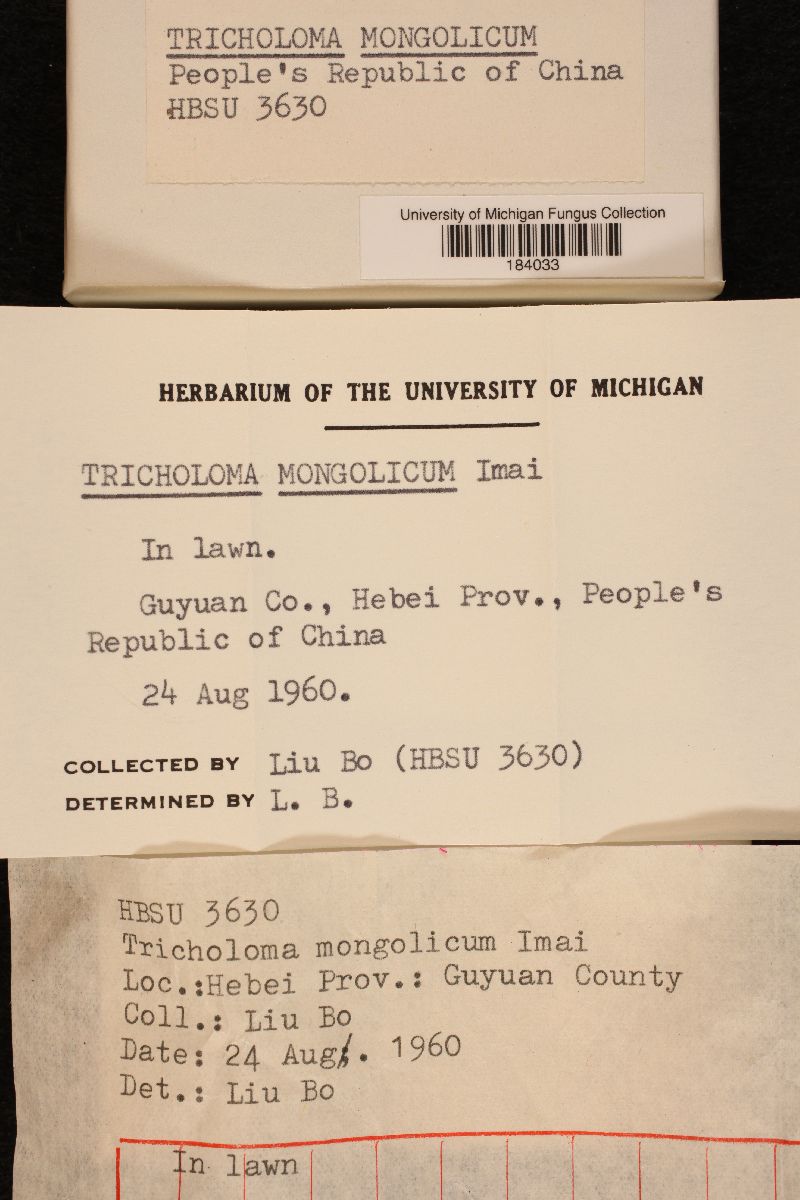 TRICHOLOMA MONGOLICUM
People's Republic of China
HBSU 3630
University of Michigan Fungus Collection
184033
HERBARIUM OF THE UNIVERSITY OF MICHIGAN
TRICHOLOMA MONGOLICUM Imai
In lawn.
Guyuan Co., Hebei Prov., People's
Republic of China
24 Aug 1960.
COLLECTED BY Liu Bo (HBSU 3630)
DETERMINED BY L. B.
HBSU 3630
Tricholoma mongolicum Imai
Loc.:Hebei Prov.: Guyuan County
Coll.: Liu Bo
Date: 24 Aug. 1960
Det.: Liu Bo
In lawn